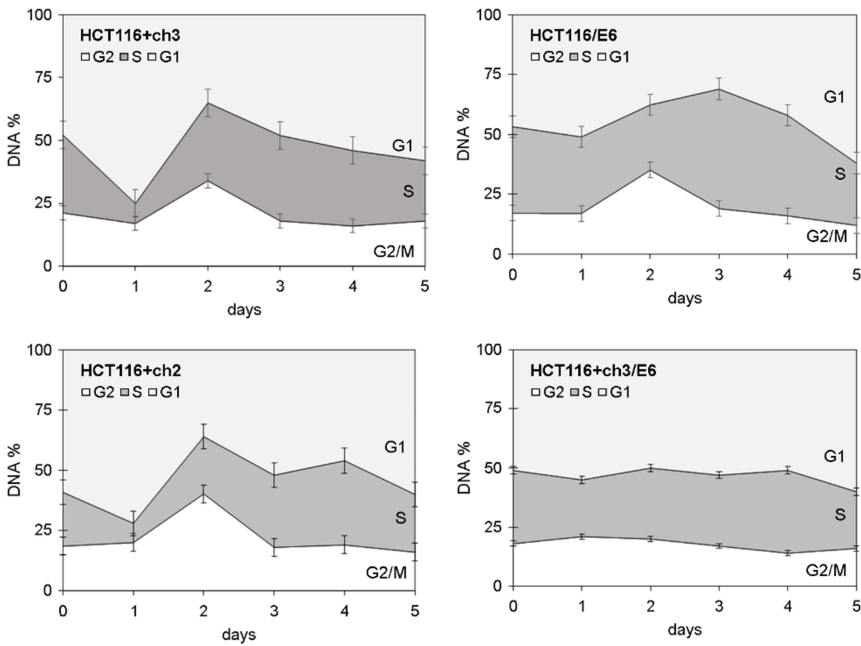 HCT116+ch3
G2 S G1
100
75
50
25
0
DNA %
G1
S
G2/M
0 1 2 3 4 5
days
HCT116/E6
G2 S G1
100
75
50
25
0
DNA %
G1
S
G2/M
0 1 2 3 4 5
days
HCT116+ch2
G2 S G1
100
75
50
25
0
DNA %
G1
S
G2/M
0 1 2 3 4 5
days
HCT116+ch3/E6
G2 S G1
100
75
50
25
0
DNA %
G1
S
G2/M
0 1 2 3 4 5
days